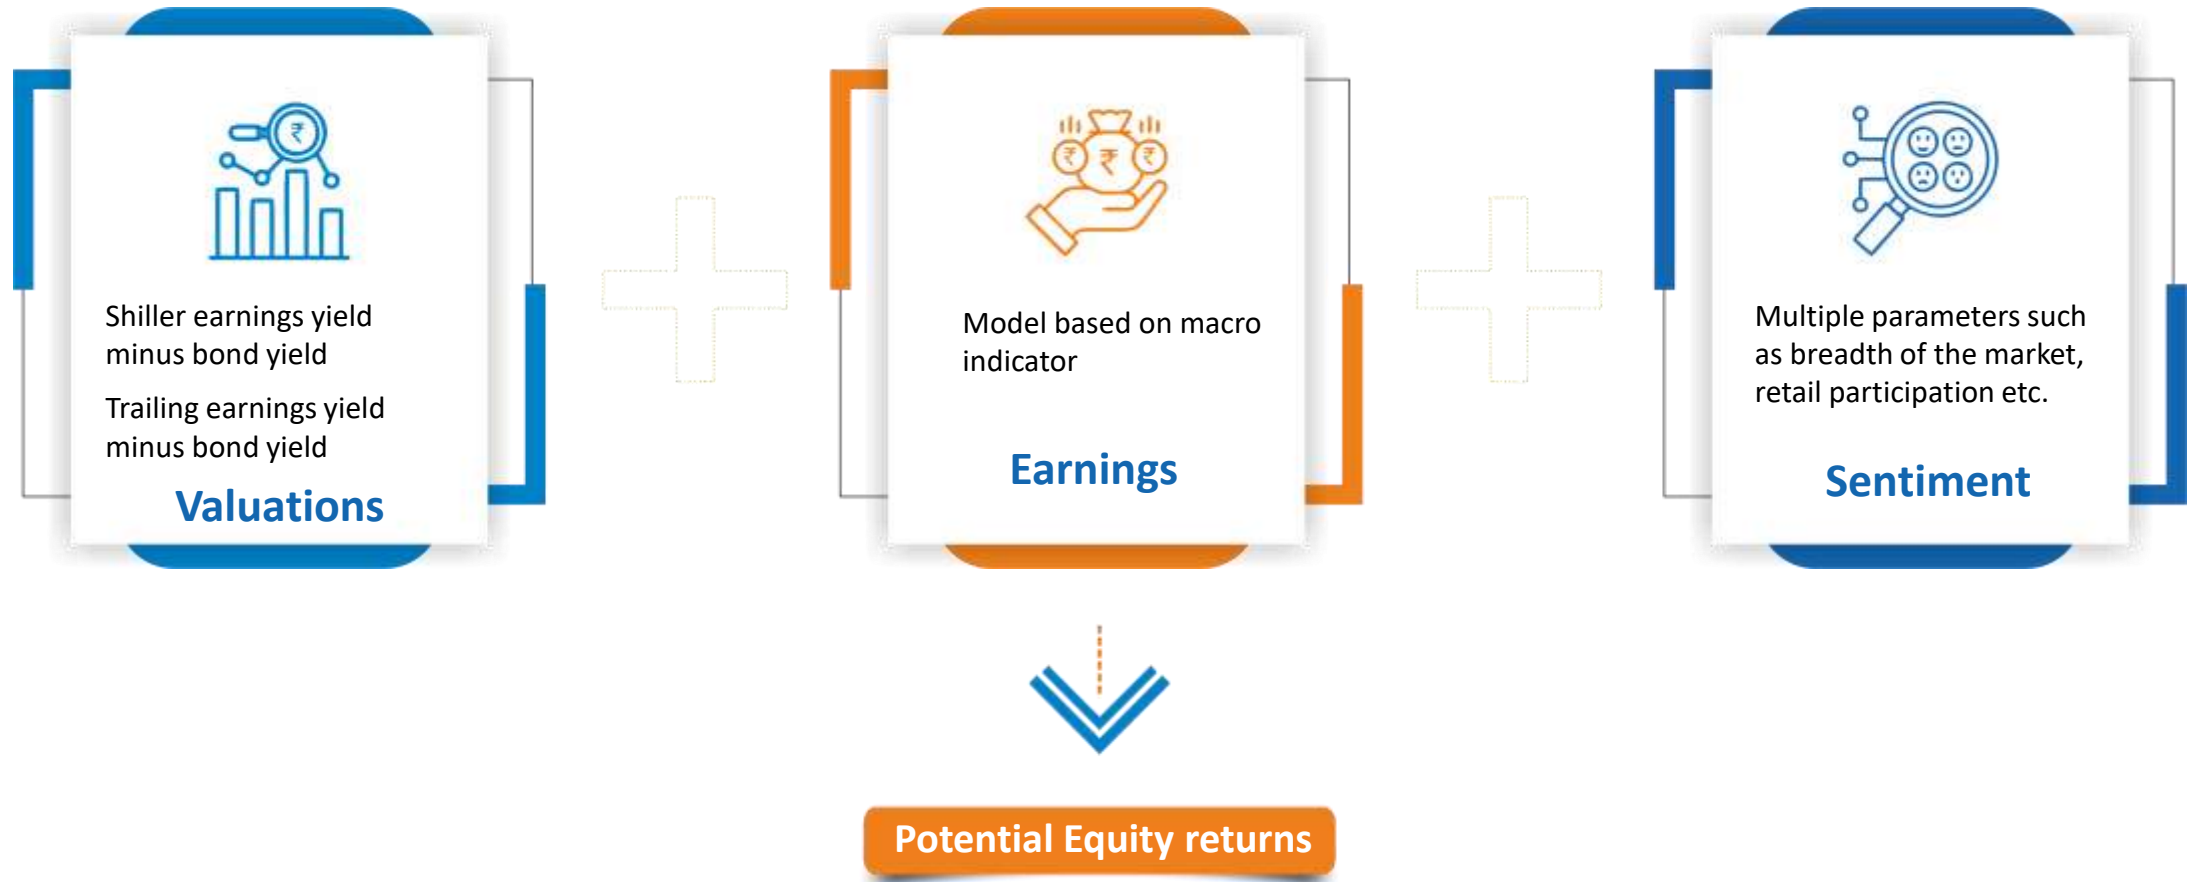 Shiller earnings yield
minus bond yield
Trailing earnings yield
minus bond yield
Valuations
₹
₹
₹
₹
Model based on macro
indicator
Earnings
Multiple parameters such
as breadth of the market,
retail participation etc.
Sentiment
Potential Equity returns